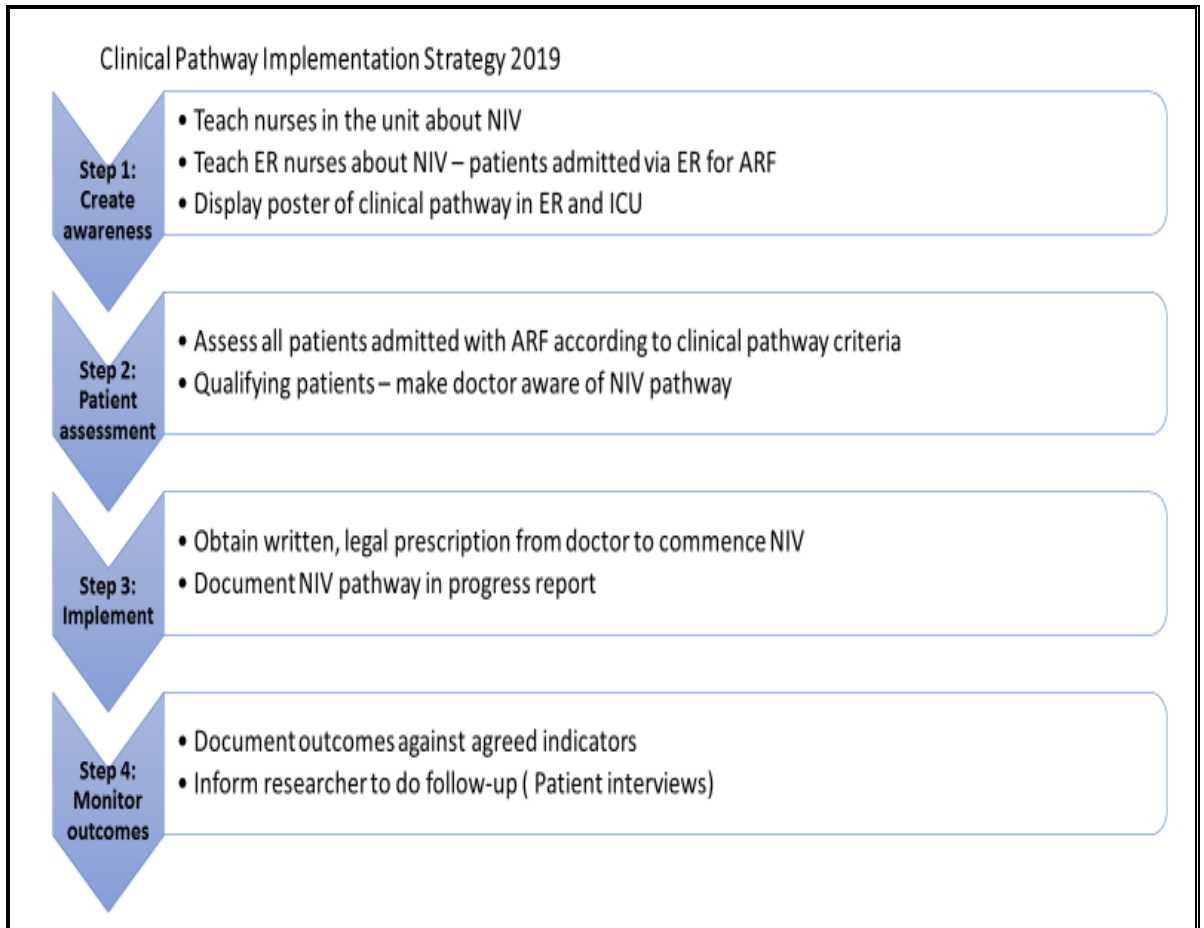 Clinical Pathway Implementation Strategy 2019
Step 1:
Create
awareness
• Teach nurses in the unit about NIV
• Teach ER nurses about NIV – patients admitted via ER for ARF
• Display poster of clinical pathway in ER and ICU
Step 2:
Patient
assessment
• Assess all patients admitted with ARF according to clinical pathway criteria
• Qualifying patients – make doctor aware of NIV pathway
Step 3:
Implement
• Obtain written, legal prescription from doctor to commence NIV
• Document NIV pathway in progress report
Step 4:
Monitor
outcomes
• Document outcomes against agreed indicators
• Inform researcher to do follow-up ( Patient interviews)